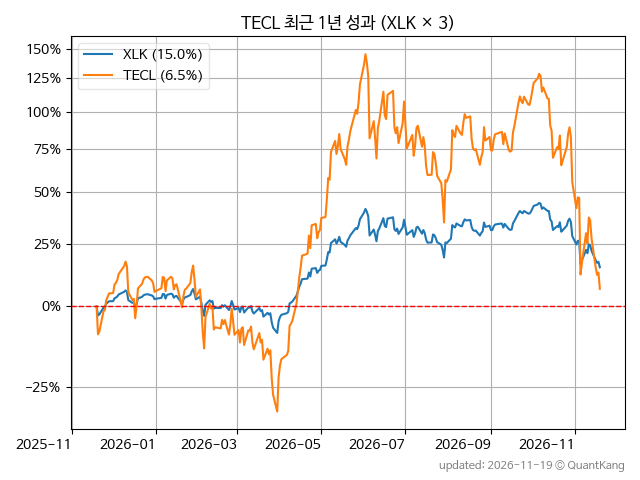 TECL 최근 1년 성과 (XLK × 3)
XLK (15.0%)
TECL (6.5%)
150%
125%
100%
75%
50%
25%
0%
−25%
2025-11 2026-01 2026-03 2026-05 2026-07 2026-09 2026-11
updated: 2026-11-19 © QuantKang